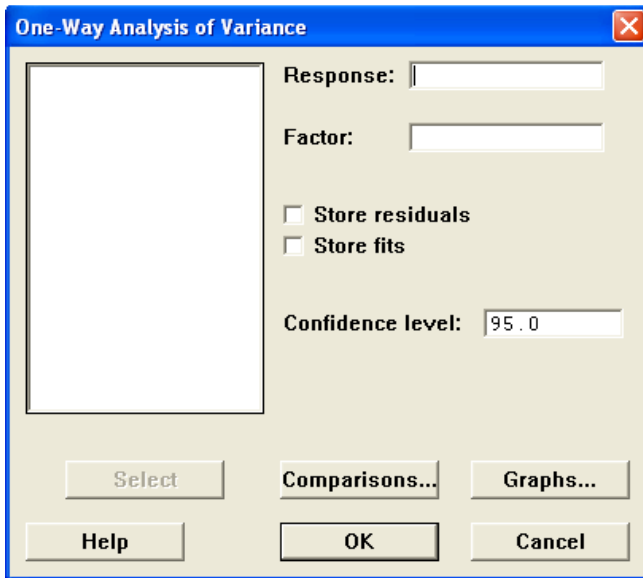 One-Way Analysis of Variance
Response:
Factor:
Store residuals
Store fits
Confidence level: 95.0
Select
Comparisons...
Graphs...
Help
OK
Cancel